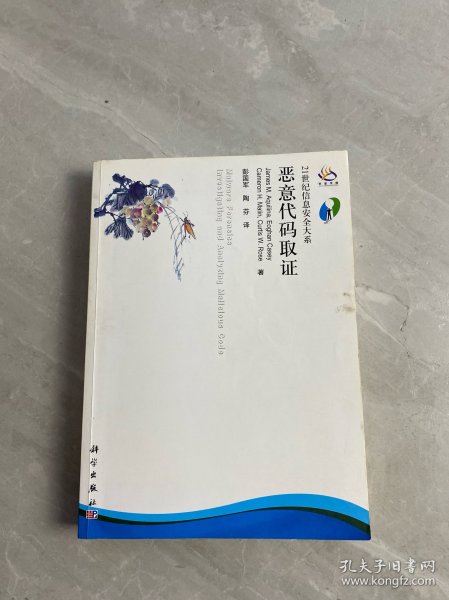 21世纪信息安全大系
恶意代码取证
James M. Aquilina, Eoghan Casey
Cameron H. Malin, Curtis W. Rose 著
彭国军 陶芬 译
Malware Forensics
Investigating and Analyzing Malicious Code
科学出版社
孔夫子旧书网
www.kongfz.com